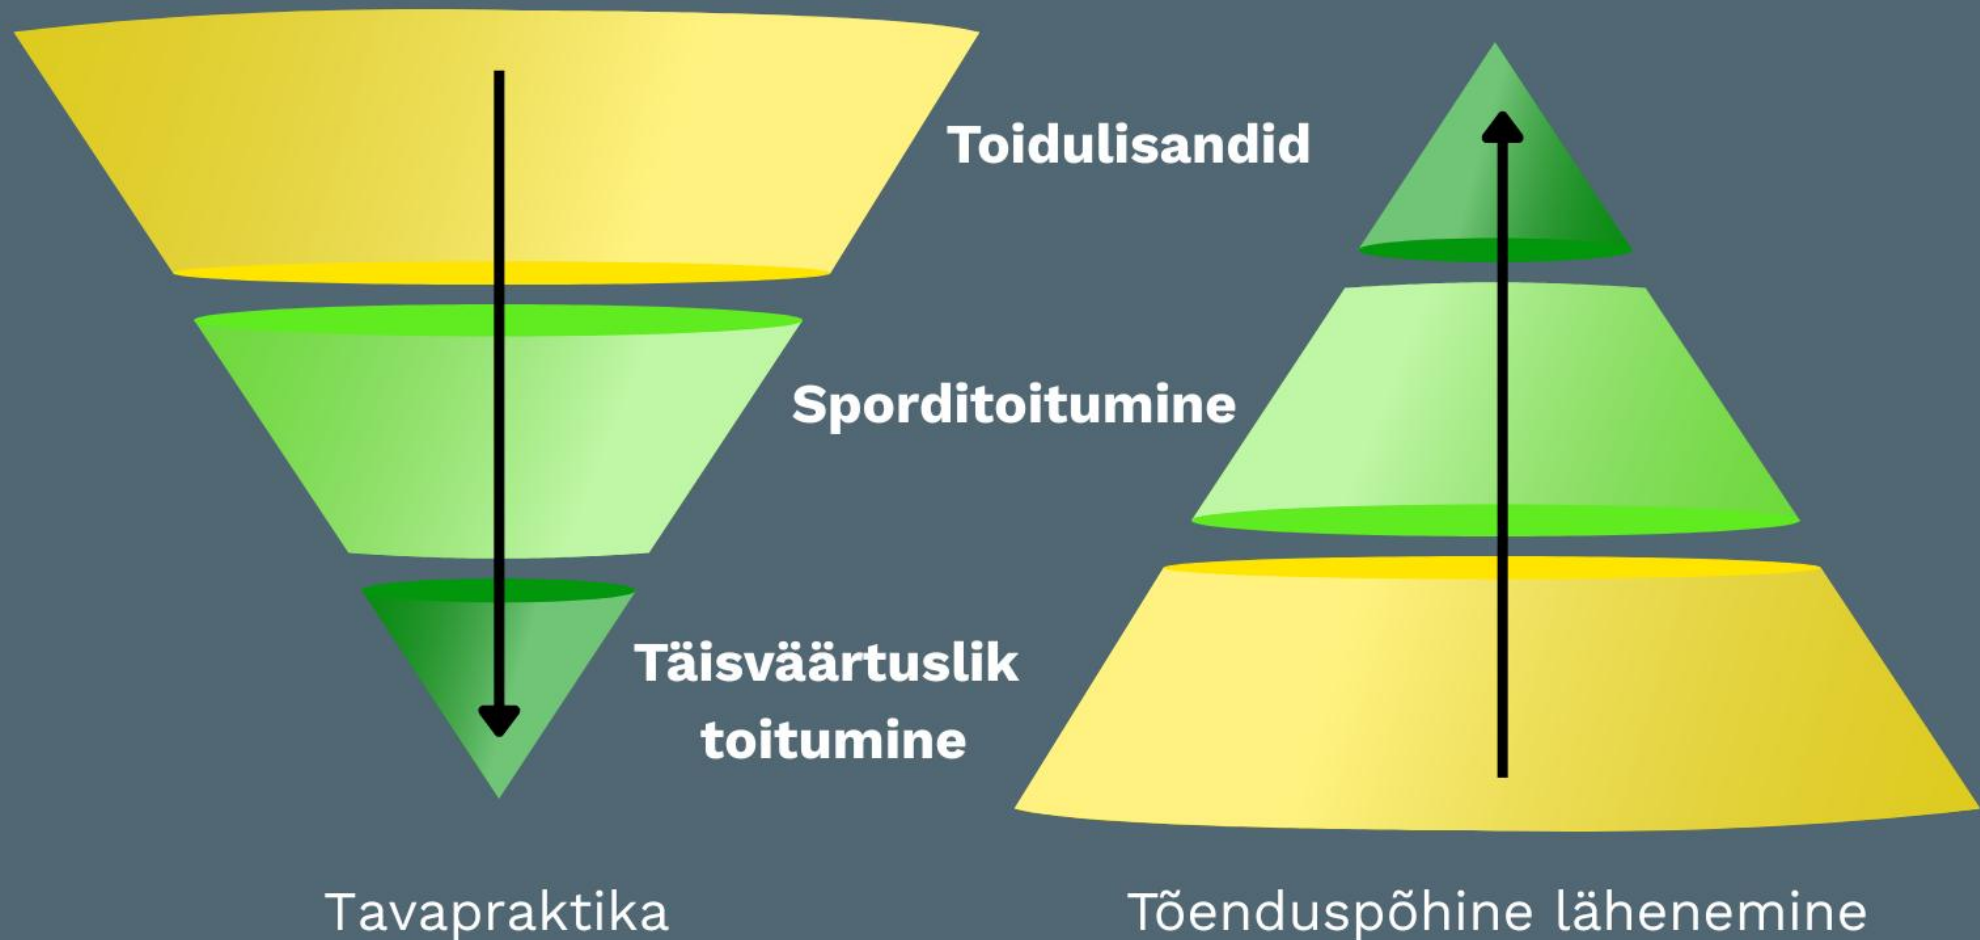 Toidulisandid
Sporditoitumine
Täisväärtuslik
toitumine
Tavapraktika
Tõenduspõhine lähenemine